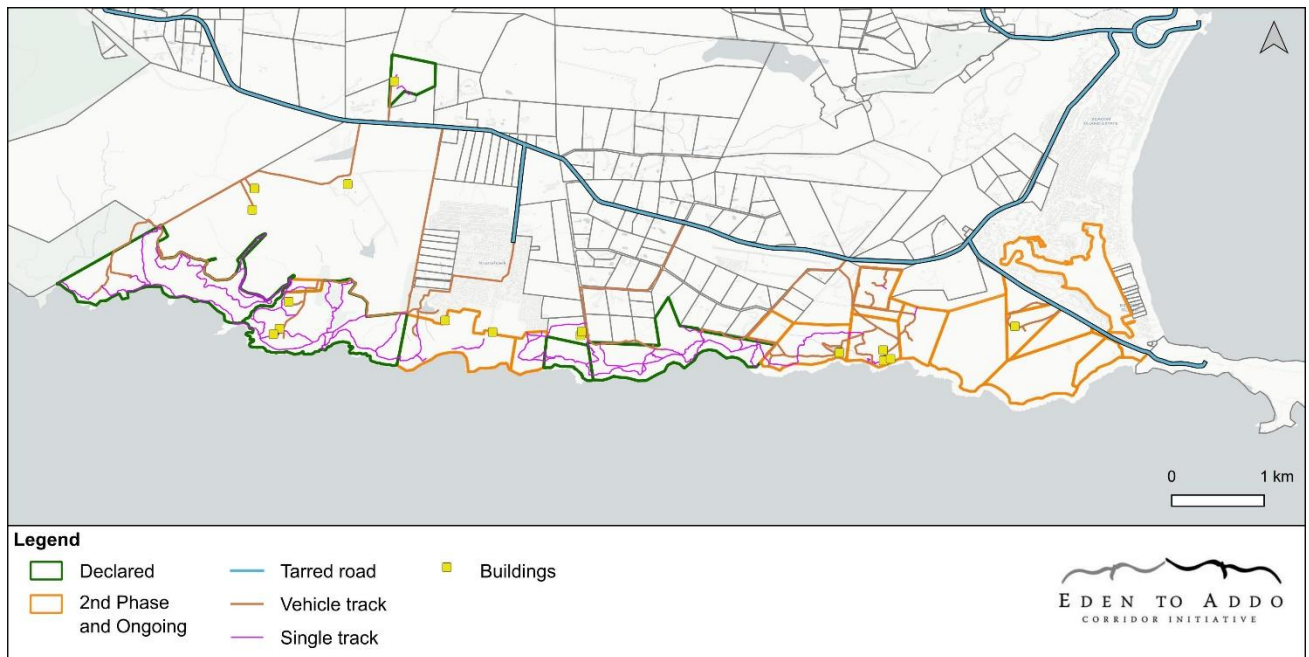 0 1 km
Legend
Declared
2nd Phase
and Ongoing
Tarred road
Vehicle track
Single track
Buildings
EDEN TO ADDO
CORRIDOR INITIATIVE